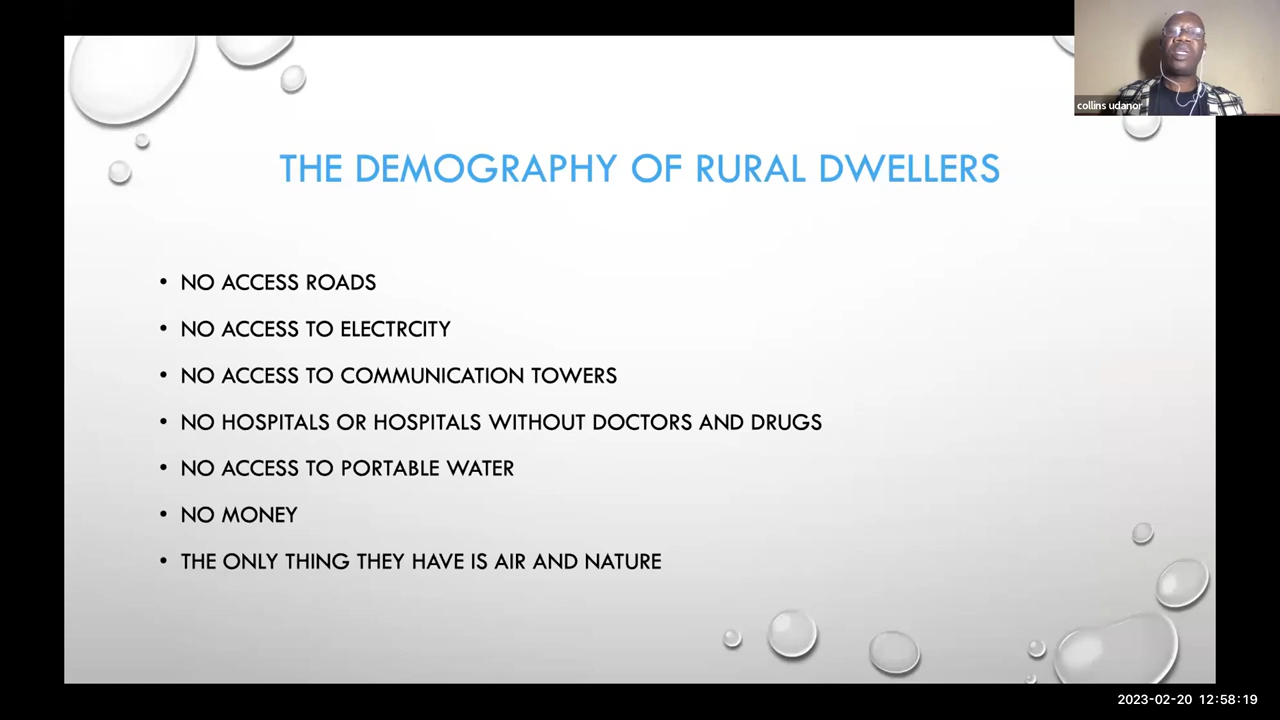 collins udanor
THE DEMOGRAPHY OF RURAL DWELLERS
• NO ACCESS ROADS
• NO ACCESS TO ELECTRCITY
• NO ACCESS TO COMMUNICATION TOWERS
• NO HOSPITALS OR HOSPITALS WITHOUT DOCTORS AND DRUGS
• NO ACCESS TO PORTABLE WATER
• NO MONEY
• THE ONLY THING THEY HAVE IS AIR AND NATURE
2023-02-20 12:58:19